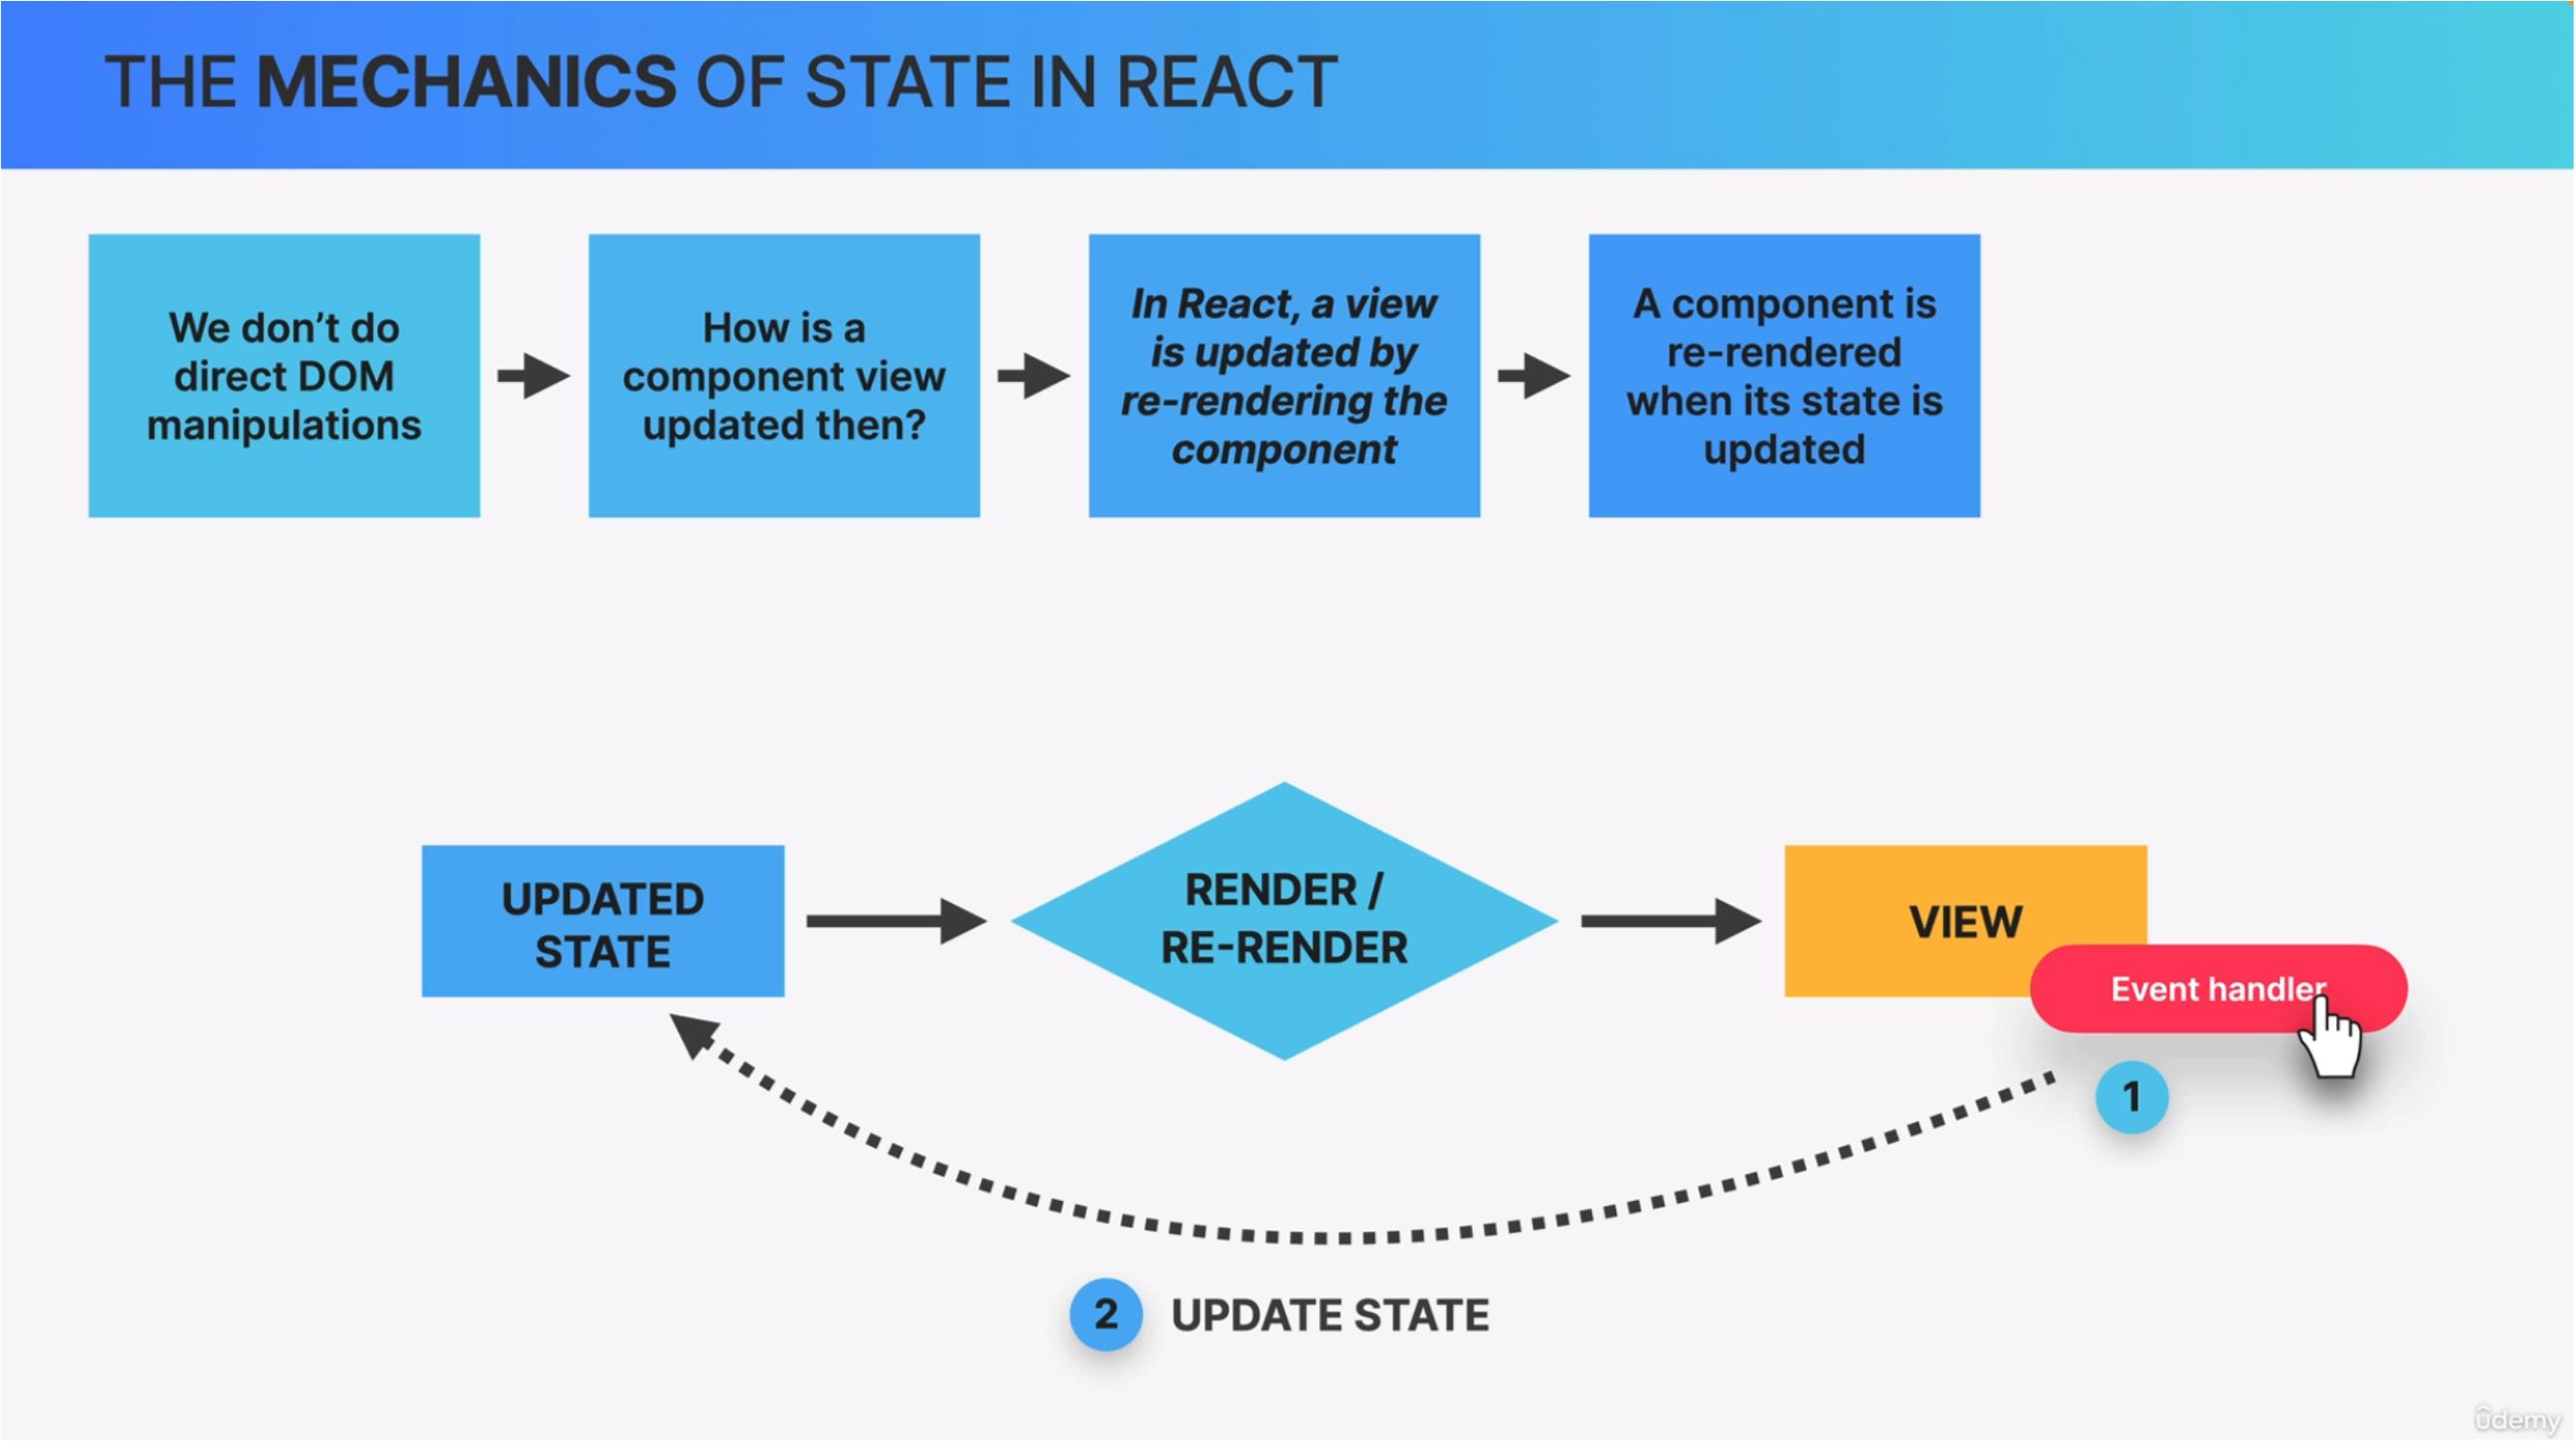 THE MECHANICS OF STATE IN REACT
We don’t do
direct DOM
manipulations
How is a
component view
updated then?
In React, a view
is updated by
re-rendering the
component
A component is
re-rendered
when its state is
updated
UPDATED
STATE
RENDER /
RE-RENDER
VIEW
Event handler
1
2 UPDATE STATE
ûdemy